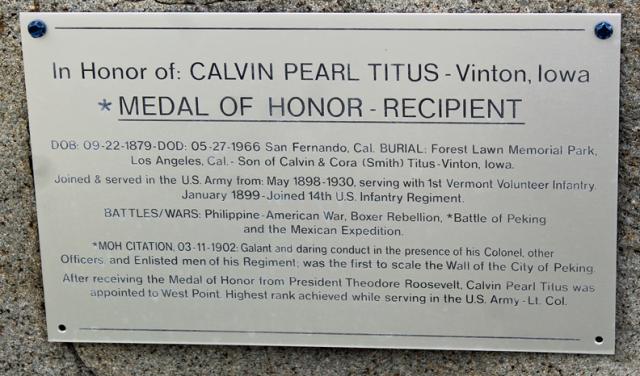 In Honor of: CALVIN PEARL TITUS - Vinton, Iowa
*MEDAL OF HONOR - RECIPIENT
DOB: 09-22-1879-DOD: 05-27-1966 San Fernando, Cal. BURIAL: Forest Lawn Memorial Park,
Los Angeles, Cal.- Son of Calvin & Cora (Smith) Titus-Vinton, Iowa.
Joined & served in the U.S. Army from: May 1898-1930, serving with 1st Vermont Volunteer Infantry.
January 1899-Joined 14th U.S. Infantry Regiment.
BATTLES/WARS: Philippine-American War, Boxer Rebellion, *Battle of Peking
and the Mexican Expedition.
*MOH CITATION, 03-11-1902: Galant and daring conduct in the presence of his Colonel, other
Officers, and Enlisted men of his Regiment; was the first to scale the Wall of the City of Peking.
After receiving the Medal of Honor from President Theodore Roosevelt, Calvin Pearl Titus was
appointed to West Point. Highest rank achieved while serving in the U.S. Army-Lt. Col.